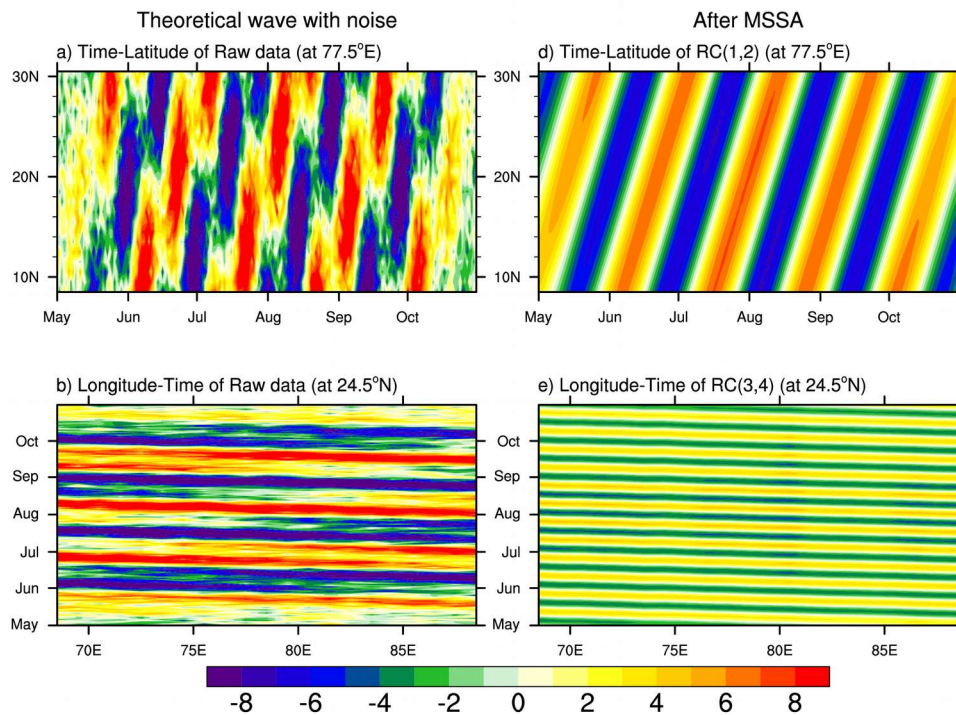 Theoretical wave with noise
After MSSA
a) Time-Latitude of Raw data (at 77.5°E)
d) Time-Latitude of RC(1,2) (at 77.5°E)
30N
20N
10N
May Jun Jul Aug Sep Oct
30N
20N
10N
May Jun Jul Aug Sep Oct
b) Longitude-Time of Raw data (at 24.5°N)
e) Longitude-Time of RC(3,4) (at 24.5°N)
Oct
Sep
Aug
Jul
Jun
May
70E 75E 80E 85E
Oct
Sep
Aug
Jul
Jun
May
70E 75E 80E 85E
-8 -6 -4 -2 0 2 4 6 8